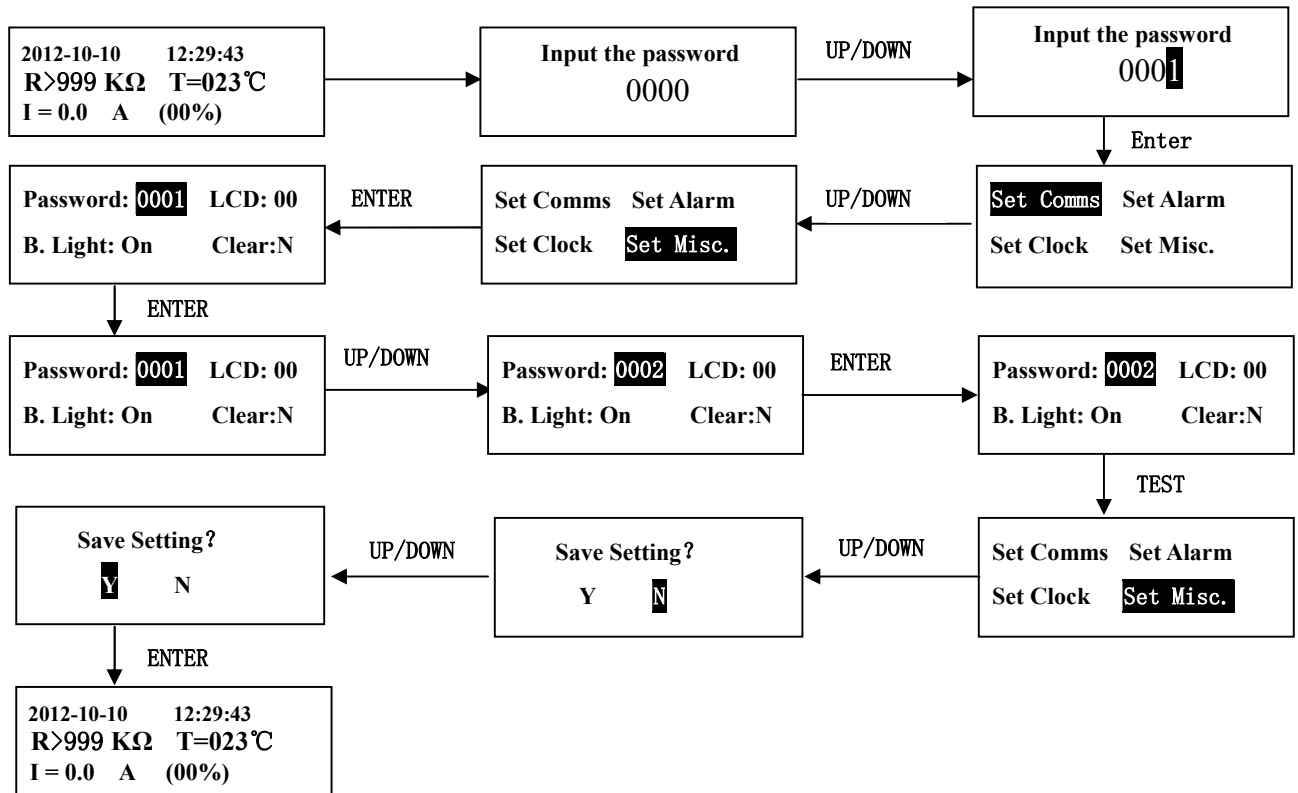 2012-10-10 12:29:43
R>999 KΩ T=023℃
I = 0.0 A (00%)
Input the password
0000
UP/DOWN
Input the password
0001
Enter
Set Comms Set Alarm
Set Clock Set Misc.
UP/DOWN
Set Comms Set Alarm
Set Clock Set Misc.
ENTER
Password: 0001 LCD: 00
B. Light: On Clear:N
ENTER
Password: 0001 LCD: 00
B. Light: On Clear:N
UP/DOWN
Password: 0002 LCD: 00
B. Light: On Clear:N
ENTER
Password: 0002 LCD: 00
B. Light: On Clear:N
TEST
Set Comms Set Alarm
Set Clock Set Misc.
UP/DOWN
Save Setting?
Y N
UP/DOWN
Save Setting?
Y N
ENTER
2012-10-10 12:29:43
R>999 KΩ T=023℃
I = 0.0 A (00%)